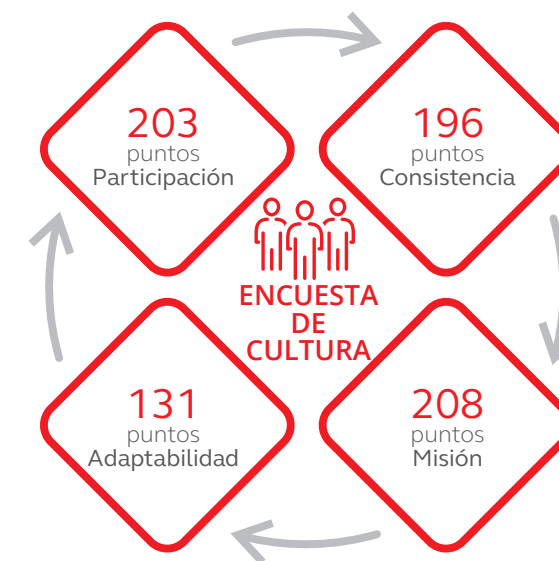 203
puntos
Participación
196
puntos
Consistencia
ENCUESTA
DE
CULTURA
131
puntos
Adaptabilidad
208
puntos
Misión